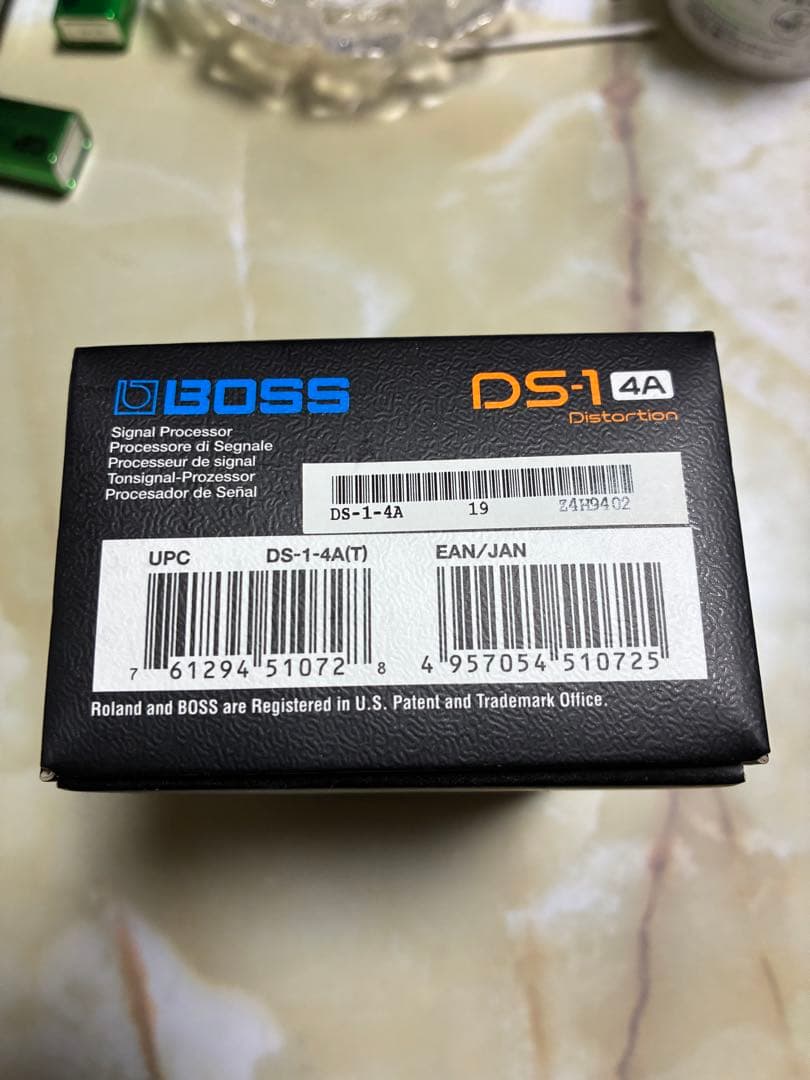 BOSS
DS-1 4A
Distortion
Signal Processor
Processore di Segnale
Processeur de signal
Tonsignal-Prozessor
Procesador de Señal
DS-1-4A 19 Z4H9402
UPC DS-1-4A(T) EAN/JAN
7 61294 51072 8 4 957054 510725
Roland and BOSS are Registered in U.S. Patent and Trademark Office.